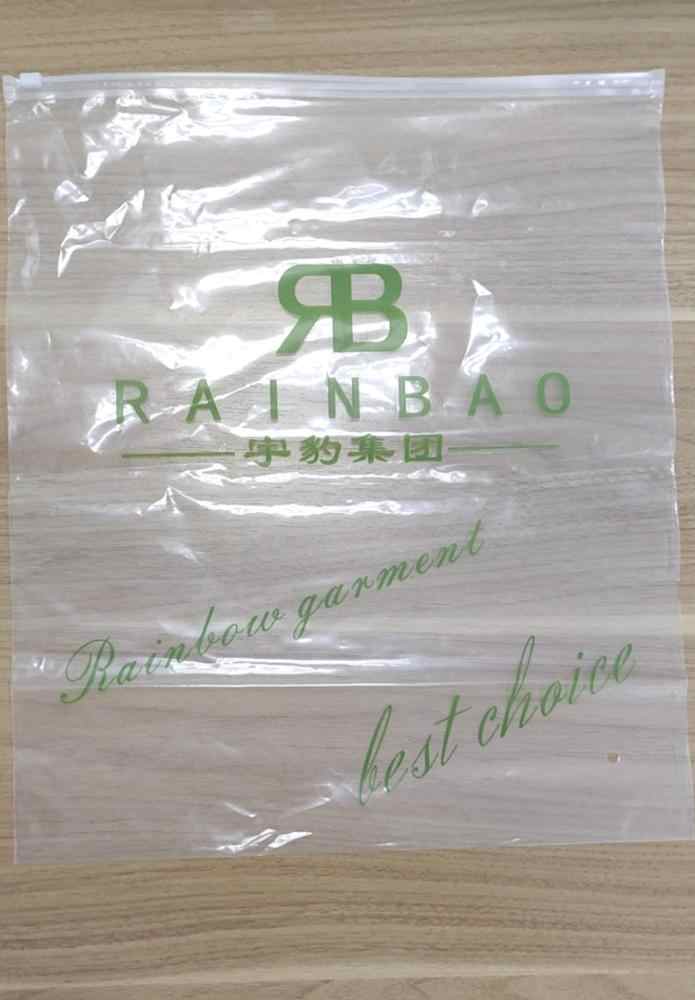 RB
RAINBAO
宇豹集团
Rainbow garment
best choice